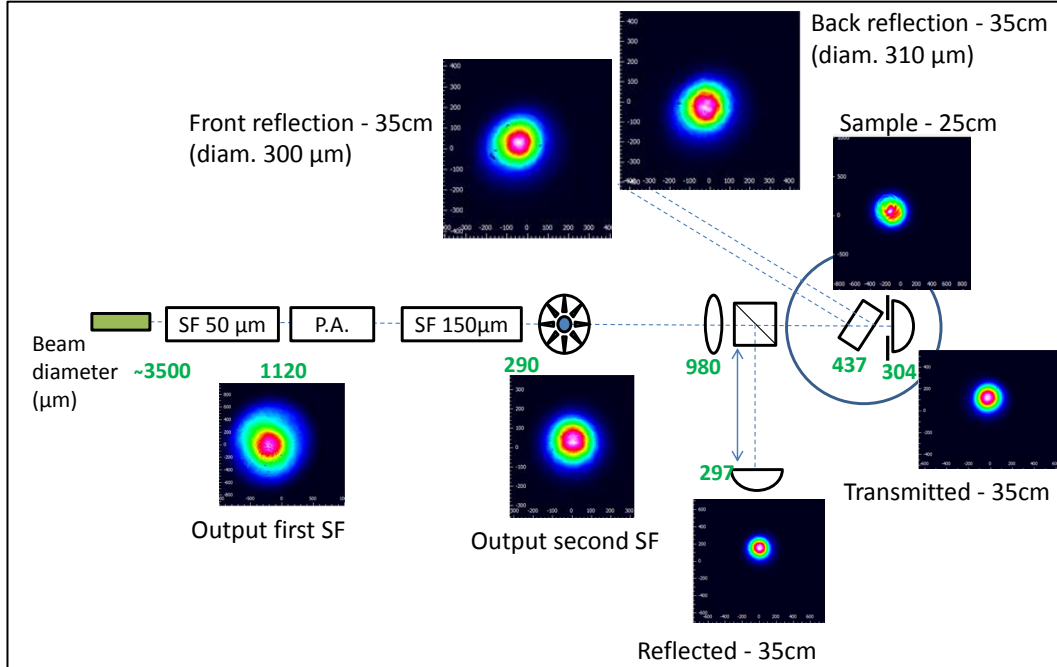 Back reflection - 35cm
(diam. 310 µm)
Front reflection - 35cm
(diam. 300 µm)
Sample - 25cm
SF 50 µm
P.A.
SF 150µm
Beam
diameter
(µm)
~3500
1120
290
980
437
304
297
Output first SF
Output second SF
Transmitted - 35cm
Reflected - 35cm